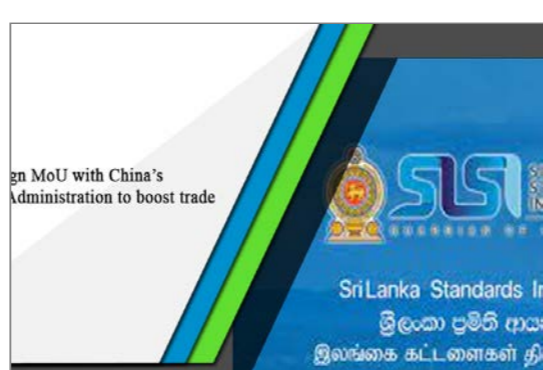 gn MoU with China's
Administration to boost trade
SLSI
Sri Lanka Standards In
ශ්‍රී ලංකා ප්‍රමිති ආය
இலங்கை கட்டளைகள் நி